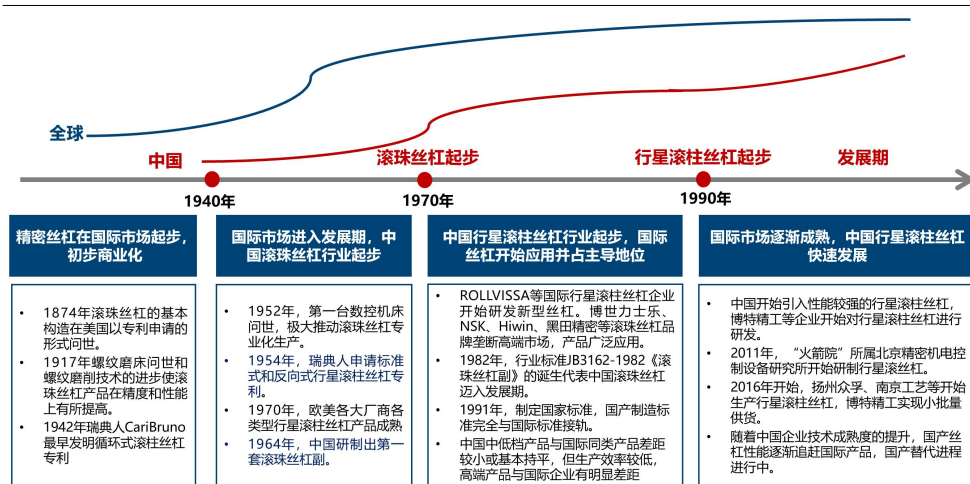 全球
中国
滚珠丝杠起步
行星滚柱丝杠起步
发展期
1940年
1970年
1990年
精密丝杠在国际市场起步，
初步商业化
• 1874年滚珠丝杠的基本
构造在美国以专利申请的
形式问世。
• 1917年螺纹磨床问世和
螺纹磨削技术的进步使滚
珠丝杠产品在精度和性能
上有所提高。
• 1942年瑞典人CariBruno
最早发明循环式滚柱丝杠
专利
国际市场进入发展期，中
国滚珠丝杠行业起步
• 1952年，第一台数控机床
问世，极大推动滚珠丝杠专
业化生产。
• 1954年，瑞典人申请标准
式和反向式行星滚柱丝杠专
利。
• 1970年，欧美各大厂商各
类型行星滚柱丝杠产品成熟
• 1964年，中国研制出第一
套滚珠丝杠副。
中国行星滚柱丝杠行业起步，国际
丝杠开始应用并占主导地位
• ROLLVISSA等国际行星滚柱丝杠企业
开始研发新型丝杠。博世力士乐、
NSK、Hiwin、黑田精密等滚珠丝杠品
牌垄断高端市场，产品广泛应用。
• 1982年，行业标准JB3162-1982《滚
珠丝杠副》的诞生代表中国滚珠丝杠
迈入发展期。
• 1991年，制定国家标准，国产制造标
准完全与国际标准接轨。
• 中国中低档产品与国际同类产品差距
较小或基本持平，但生产效率较低，
高端产品与国际企业有明显差距
国际市场逐渐成熟，中国行星滚柱丝杠
快速发展
• 中国开始引入性能较强的行星滚柱丝杠，
博特精工等企业开始对行星滚柱丝杠进行
研发。
• 2011年，“火箭院”所属北京精密机电控
制设备研究所开始研制行星滚丝杠。
• 2016年开始，扬州众孚、南京工艺等开始
生产行星滚柱丝杠，博特精工实现小批量
供货。
• 随着中国企业技术成熟度的提升，国产丝
杠性能逐渐追赶国际产品，国产替代进程
进行中。